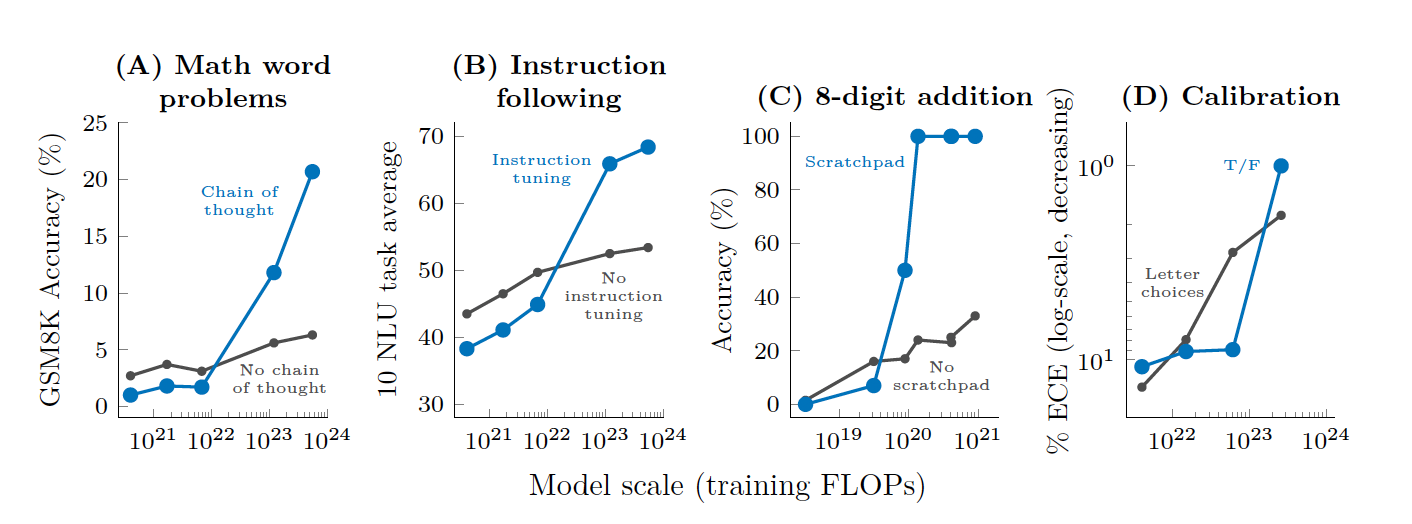 (A) Math word
problems
GSM8K Accuracy (%)
25
20
15
10
5
0
Chain of
thought
No chain
of thought
10²¹ 10²² 10²³ 10²⁴
(B) Instruction
following
10 NLU task average
70
60
50
40
30
Instruction
tuning
No
instruction
tuning
10²¹ 10²² 10²³ 10²⁴
(C) 8-digit addition
Accuracy (%)
100
80
60
40
20
0
Scratchpad
No
scratchpad
10¹⁹ 10²⁰ 10²¹
(D) Calibration
% ECE (log-scale, decreasing)
10⁰
10¹
T/F
Letter
choices
10²² 10²³ 10²⁴
Model scale (training FLOPs)